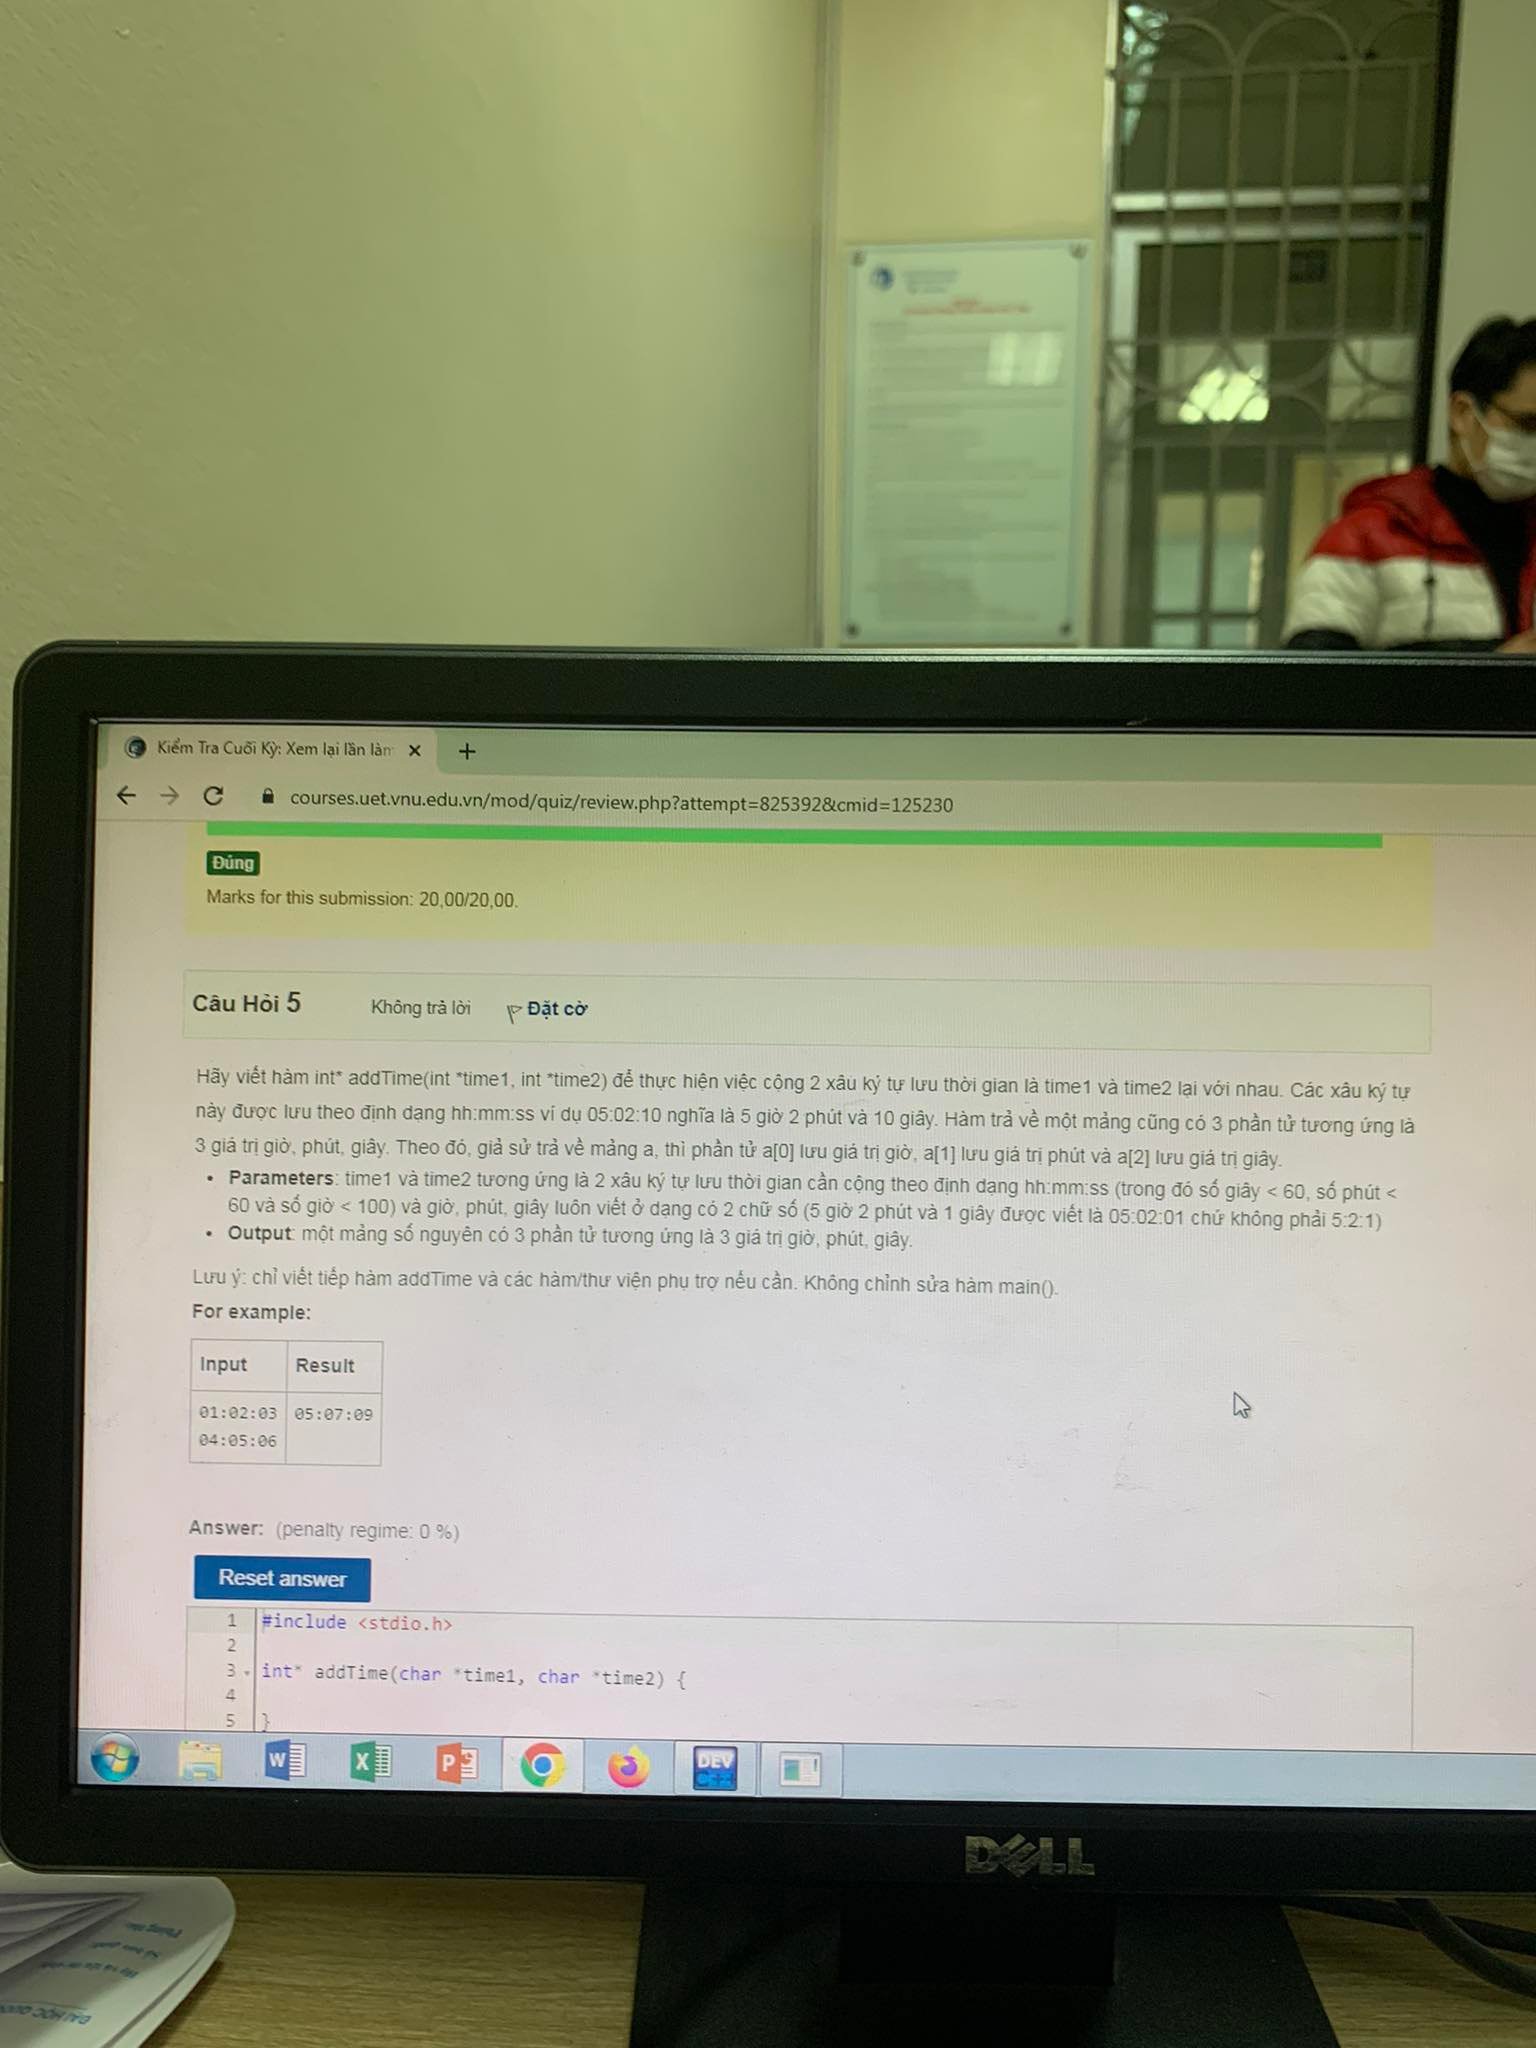 Kiểm Tra Cuối Kỳ: Xem lại lần làm
courses.uet.vnu.edu.vn/mod/quiz/review.php?attempt=825392&cmid=125230
Đúng
Marks for this submission: 20,00/20,00.
Câu Hỏi 5 Không trả lời Đặt cờ
Hãy viết hàm int* addTime(int *time1, int *time2) để thực hiện việc cộng 2 xâu ký tự lưu thời gian là time1 và time2 lại với nhau. Các xâu ký tự
này được lưu theo định dạng hh:mm:ss ví dụ 05:02:10 nghĩa là 5 giờ 2 phút và 10 giây. Hàm trả về một mảng cũng có 3 phần tử tương ứng là
3 giá trị giờ, phút, giây. Theo đó, giả sử trả về mảng a, thì phần tử a[0] lưu giá trị giờ, a[1] lưu giá trị phút và a[2] lưu giá trị giây.
• Parameters: time1 và time2 tương ứng là 2 xâu ký tự lưu thời gian cần cộng theo định dạng hh:mm:ss (trong đó số giây < 60, số phút <
60 và số giờ < 100) và giờ, phút, giây luôn viết ở dạng có 2 chữ số (5 giờ 2 phút và 1 giây được viết là 05:02:01 chứ không phải 5:2:1)
• Output: một mảng số nguyên có 3 phần tử tương ứng là 3 giá trị giờ, phút, giây.
Lưu ý: chỉ viết tiếp hàm addTime và các hàm/thư viện phụ trợ nếu cần. Không chỉnh sửa hàm main().
For example:
Input Result
01:02:03 05:07:09
04:05:06
Answer: (penalty regime: 0 %)
Reset answer
1 #include <stdio.h>
2
3 int* addTime(char *time1, char *time2) {
4
5 }
DEV
C++
DELL